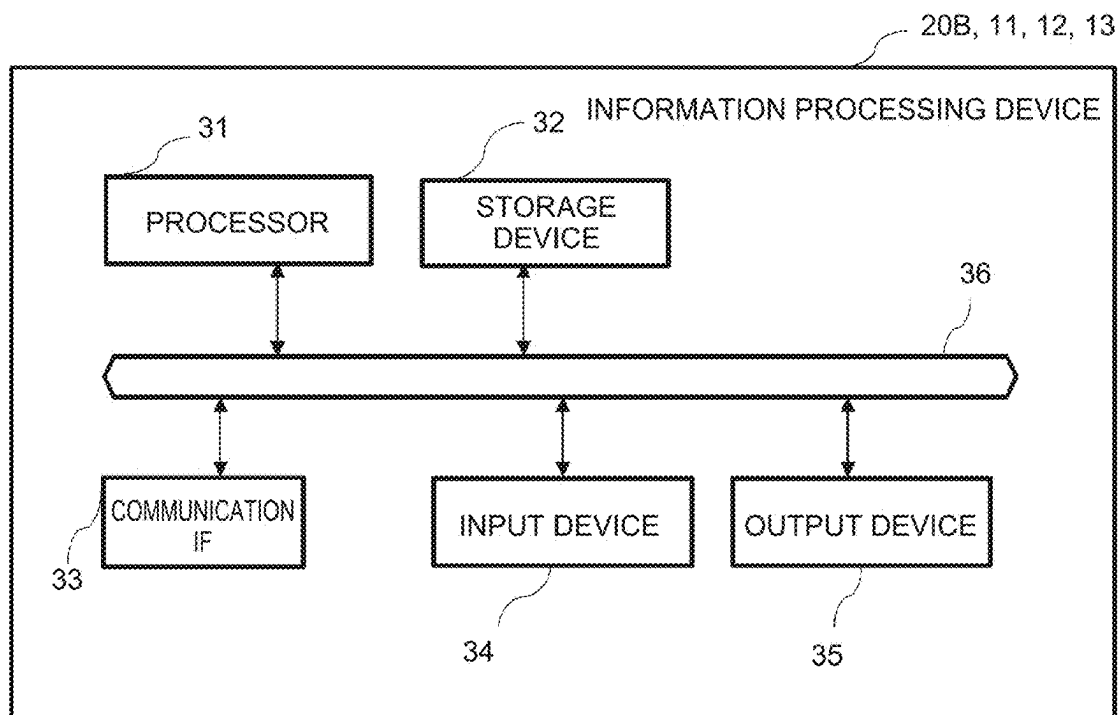 20B, 11, 12, 13
INFORMATION PROCESSING DEVICE
31
32
PROCESSOR
STORAGE
DEVICE
36
COMMUNICATION
IF
INPUT DEVICE
OUTPUT DEVICE
33
34
35